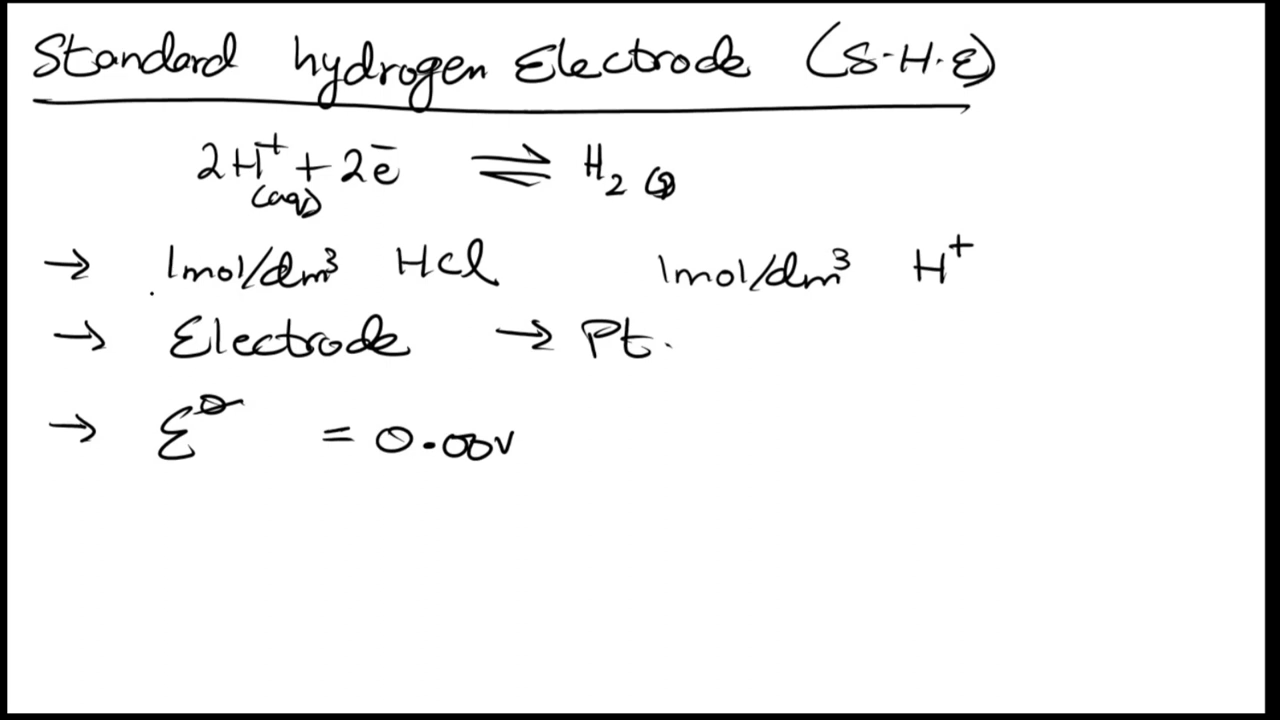 Standard hydrogen Electrode (S.H.E)
2H⁺(aq) + 2e⁻ ⇌ H₂(g)
→ 1mol/dm³ HCl 1mol/dm³ H⁺
→ Electrode → Pt.
→ E⦵ = 0.00V